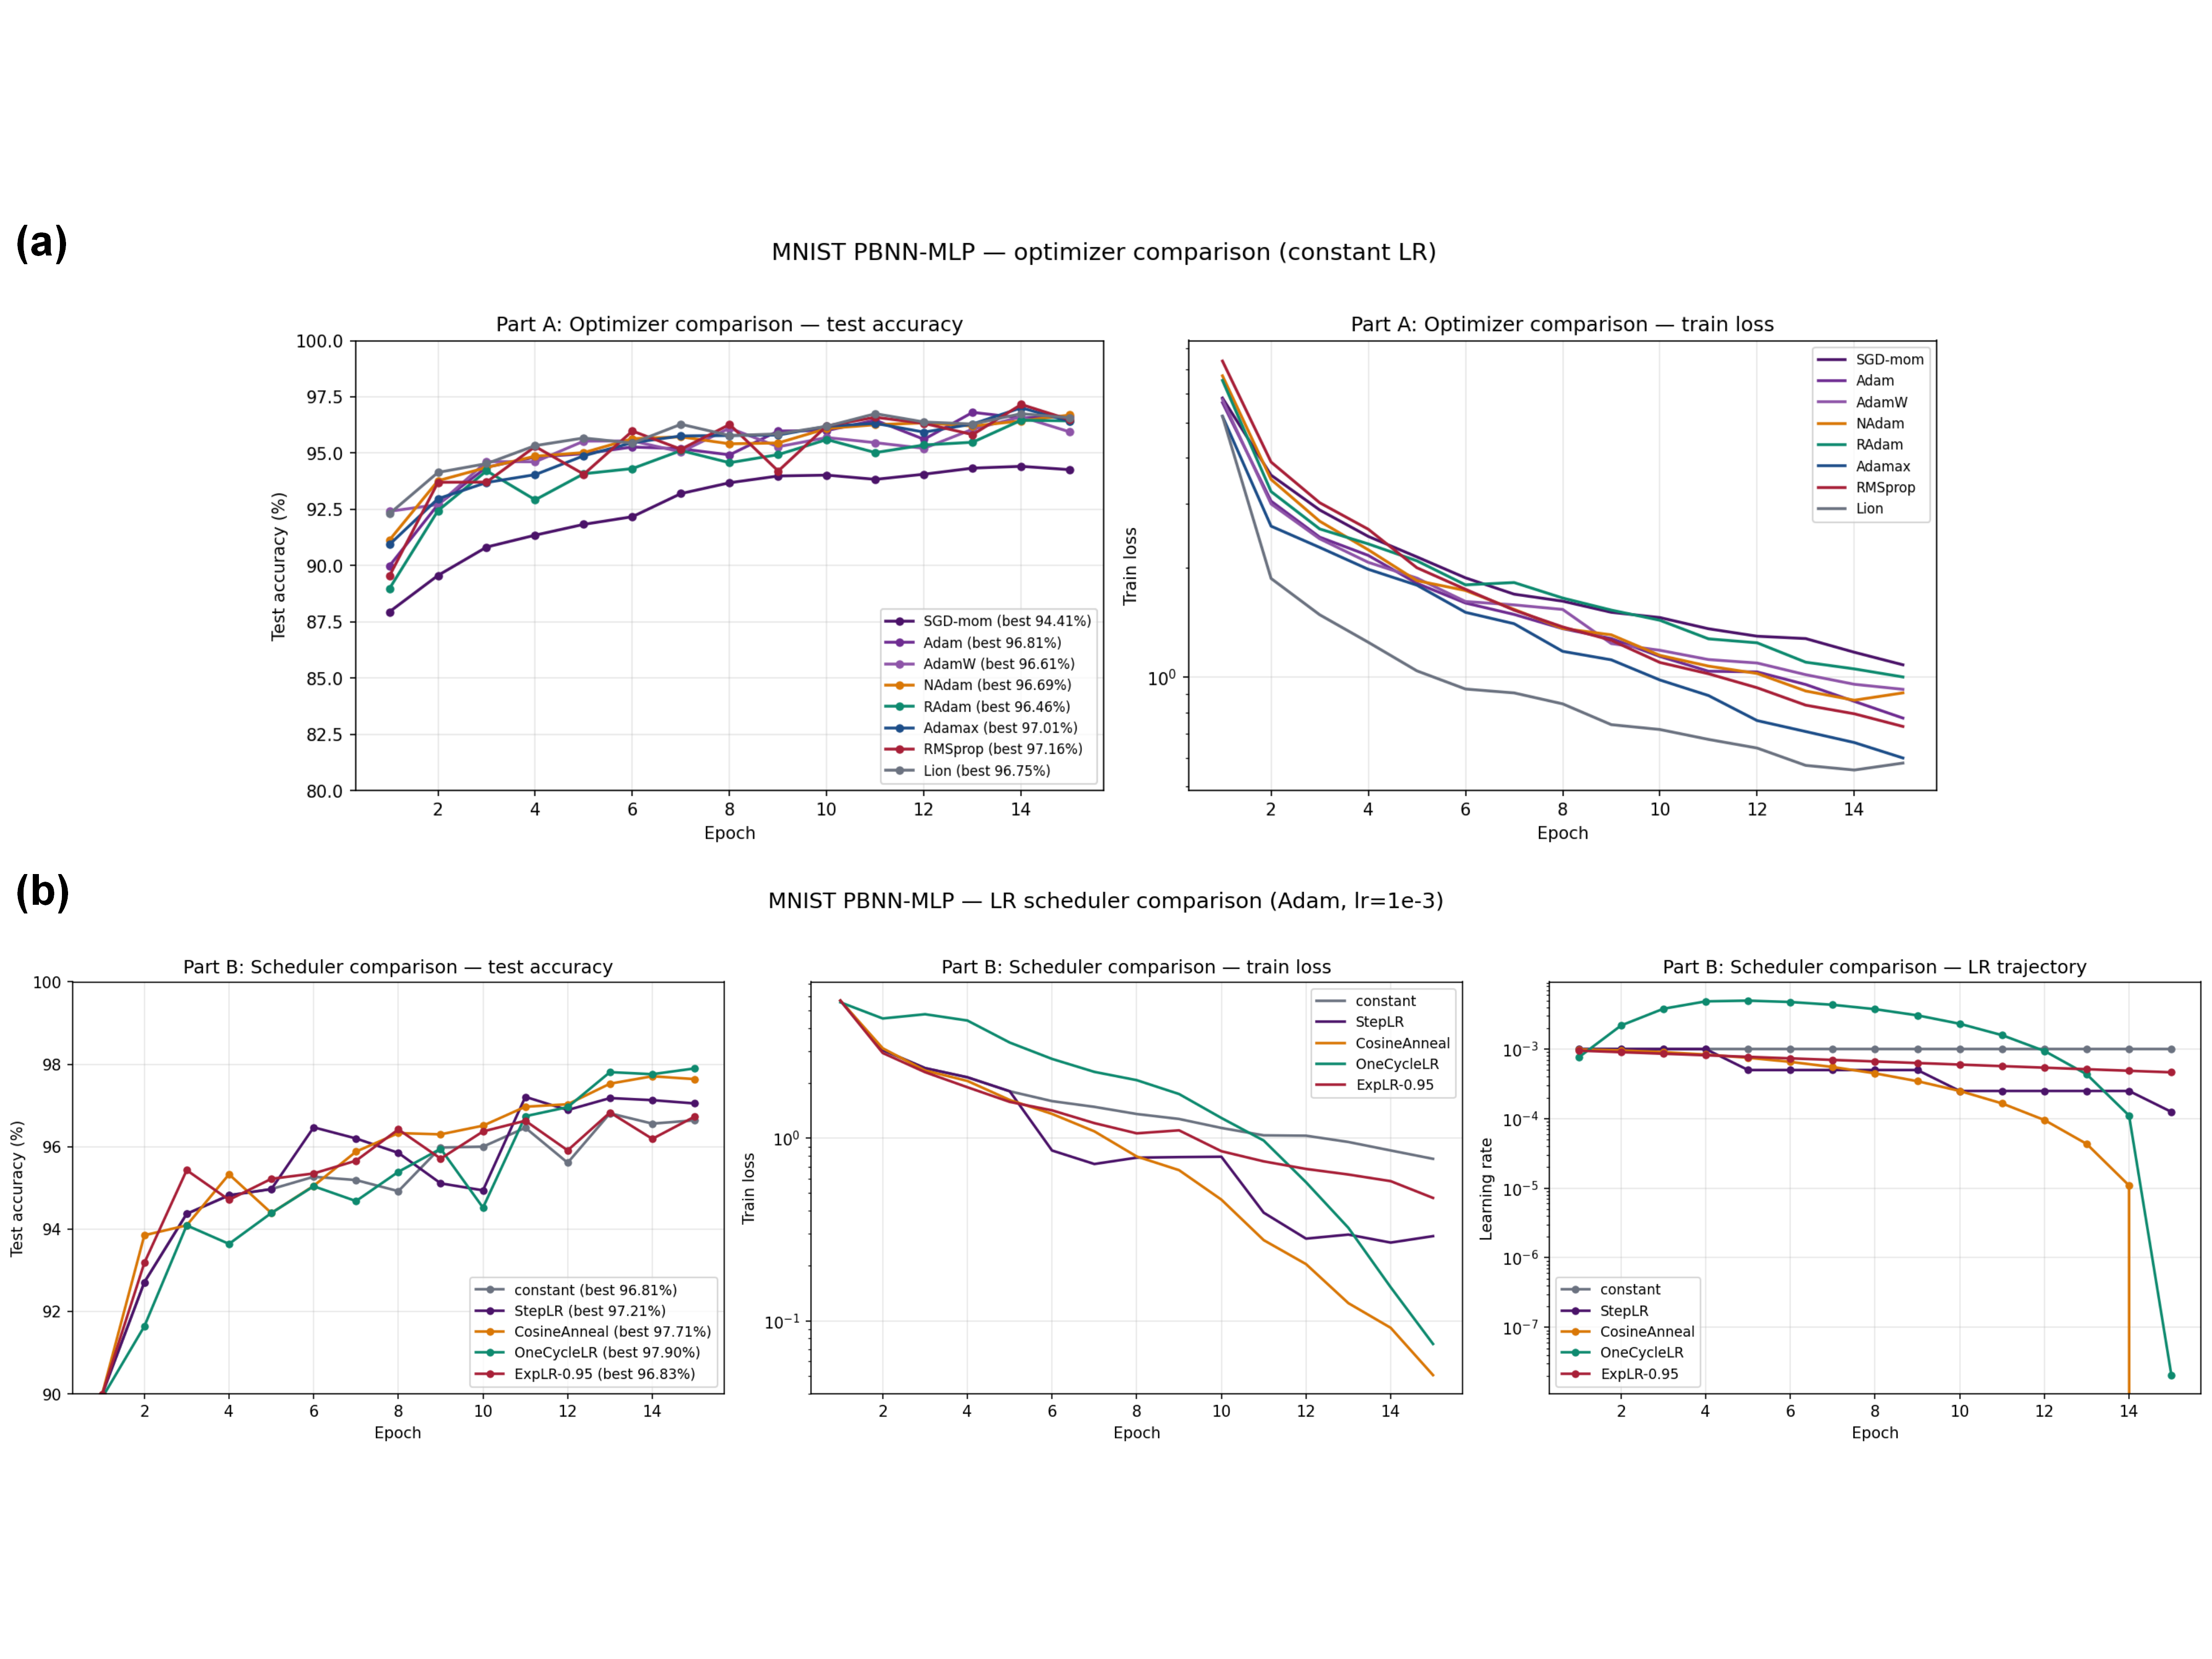 (a)
MNIST PBNN-MLP — optimizer comparison (constant LR)
Part A: Optimizer comparison — test accuracy
100.0
97.5
95.0
92.5
90.0
87.5
85.0
82.5
80.0
Test accuracy (%)
2 4 6 8 10 12 14
Epoch
SGD-mom (best 94.41%)
Adam (best 96.81%)
AdamW (best 96.61%)
NAdam (best 96.69%)
RAdam (best 96.46%)
Adamax (best 97.01%)
RMSprop (best 97.16%)
Lion (best 96.75%)
Part A: Optimizer comparison — train loss
10⁰
Train loss
2 4 6 8 10 12 14
Epoch
SGD-mom
Adam
AdamW
NAdam
RAdam
Adamax
RMSprop
Lion
(b)
MNIST PBNN-MLP — LR scheduler comparison (Adam, lr=1e-3)
Part B: Scheduler comparison — test accuracy
100
98
96
94
92
90
Test accuracy (%)
2 4 6 8 10 12 14
Epoch
constant (best 96.81%)
StepLR (best 97.21%)
CosineAnneal (best 97.71%)
OneCycleLR (best 97.90%)
ExpLR-0.95 (best 96.83%)
Part B: Scheduler comparison — train loss
10⁰
10⁻¹
Train loss
2 4 6 8 10 12 14
Epoch
constant
StepLR
CosineAnneal
OneCycleLR
ExpLR-0.95
Part B: Scheduler comparison — LR trajectory
10⁻³
10⁻⁴
10⁻⁵
10⁻⁶
10⁻⁷
Learning rate
2 4 6 8 10 12 14
Epoch
constant
StepLR
CosineAnneal
OneCycleLR
ExpLR-0.95